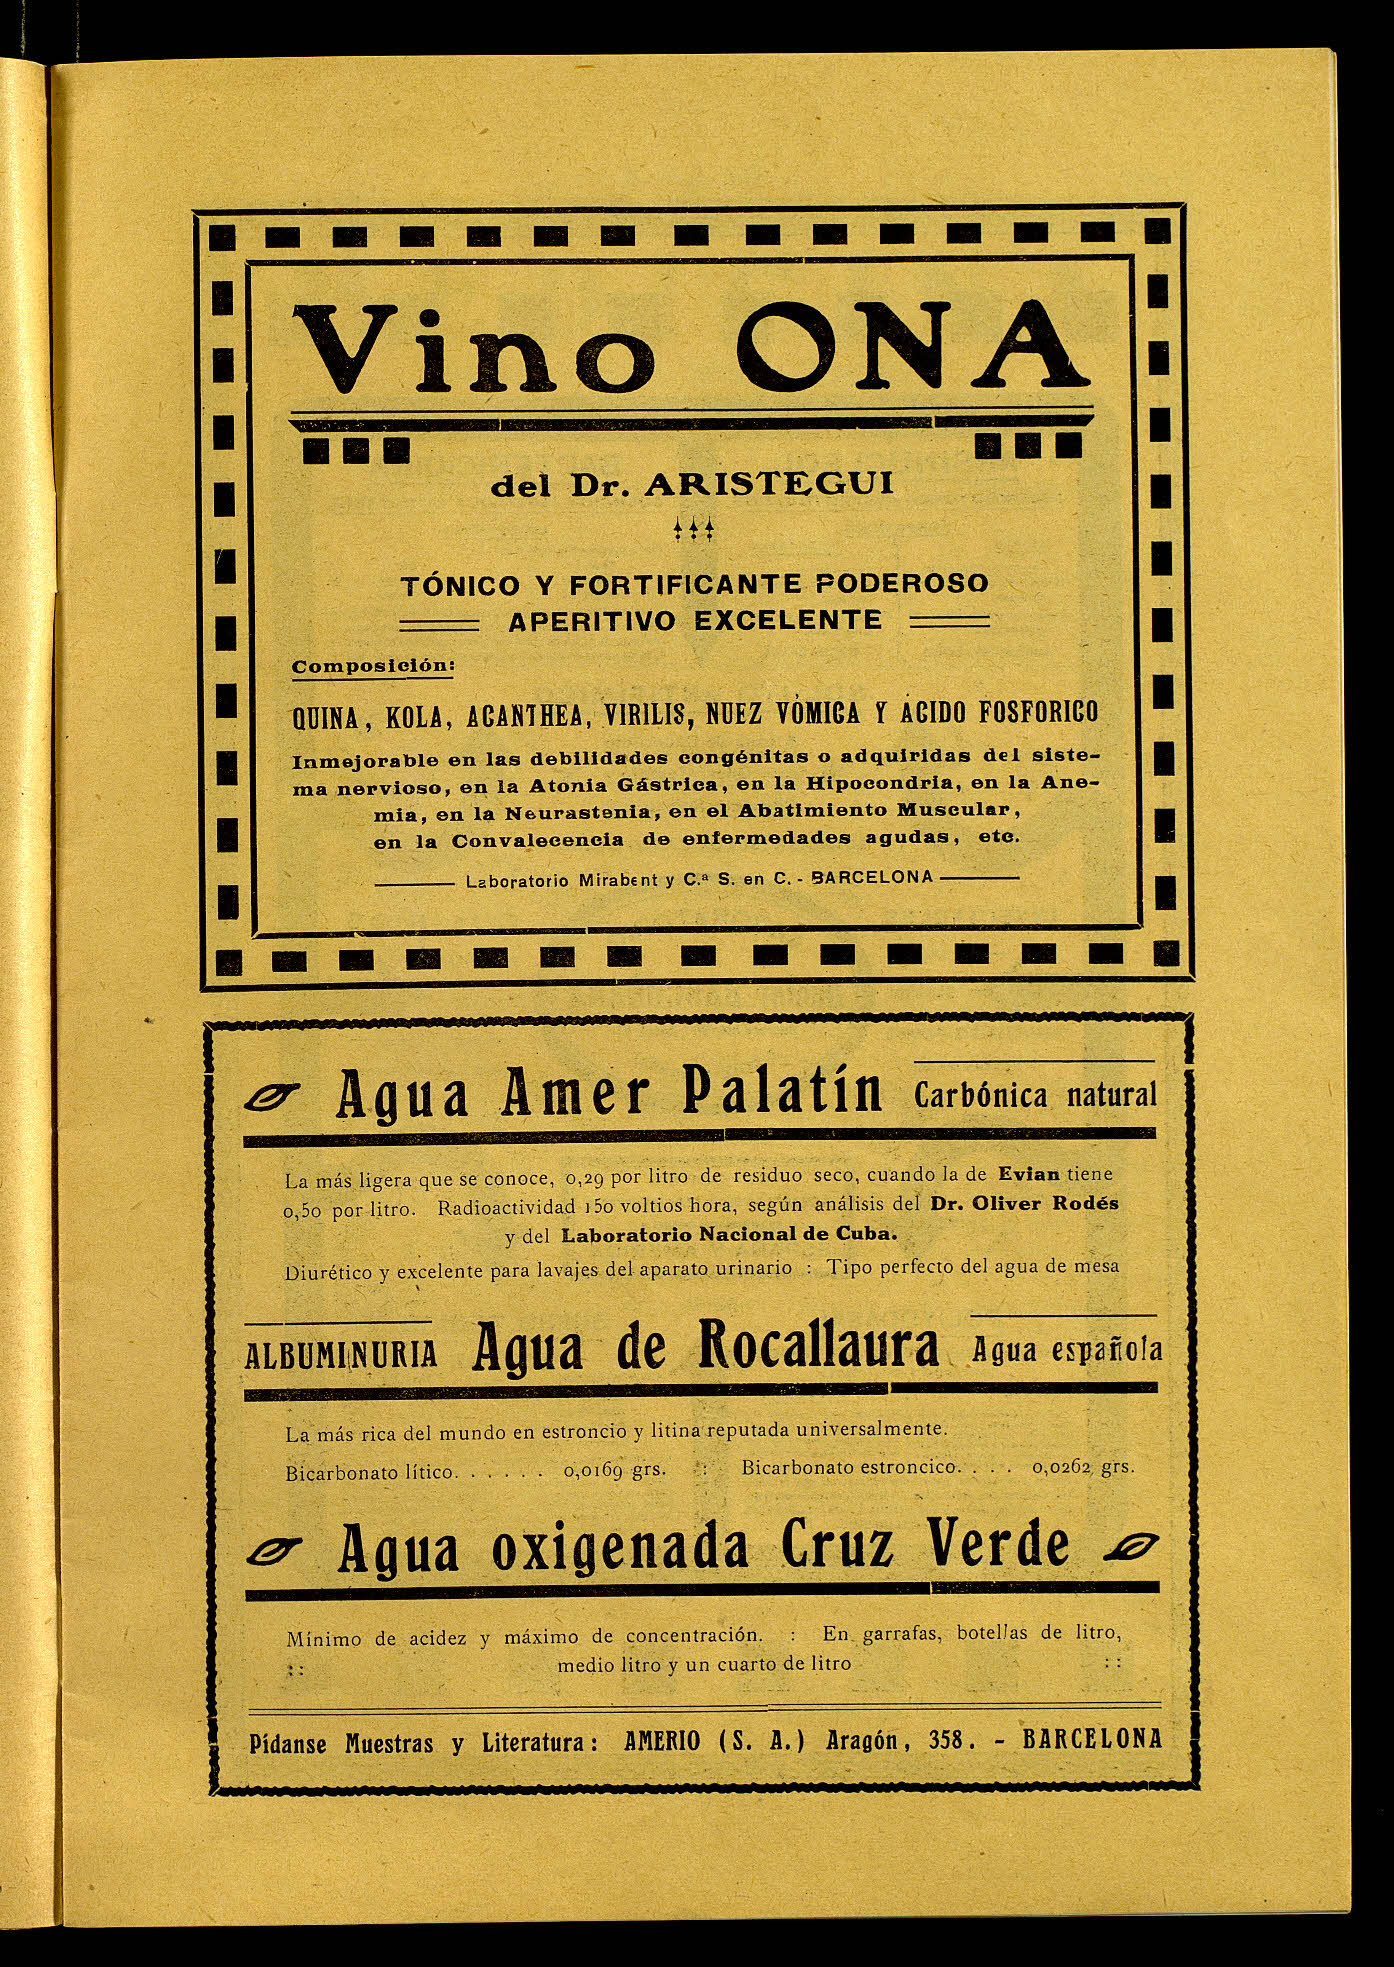 Vino ONA
del Dr. ARISTEGUI
TÓNICO Y FORTIFICANTE PODEROSO
APERITIVO EXCELENTE
Composición:
QUINA, KOLA, ACANTHEA, VIRILIS, NUEZ VÓMICA Y ÁCIDO FOSFORICO
Inmejorable en las debilidades congénitas o adquiridas del siste-
ma nervioso, en la Atonia Gástrica, en la Hipocondria, en la Ane-
mia, en la Neurastenia, en el Abatimiento Muscular,
en la Convalecencia de enfermedades agudas, etc.
Laboratorio Mirabent y C.ª S. en C. - BARCELONA
Agua Amer Palatín Carbónica natural
La más ligera que se conoce, 0,29 por litro de residuo seco, cuando la de Evian tiene
0,50 por litro. Radioactividad 150 voltios hora, según análisis del Dr. Oliver Rodés
y del Laboratorio Nacional de Cuba.
Diurético y excelente para lavajes del aparato urinario : Tipo perfecto del agua de mesa
ALBUMINURIA Agua de Rocallaura Agua española
La más rica del mundo en estroncio y litina reputada universalmente.
Bicarbonato lítico. . . . . . 0,0169 grs. : Bicarbonato estroncico. . . . 0,0262 grs.
Agua oxigenada Cruz Verde
Mínimo de acidez y máximo de concentración. : En garrafas, botellas de litro,
:: medio litro y un cuarto de litro ::
Pídanse Muestras y Literatura: AMERIO (S. A.) Aragón, 358. - BARCELONA